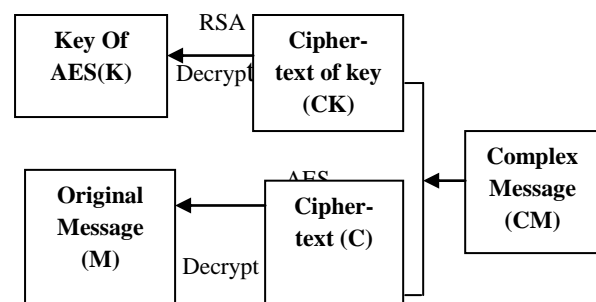 RSA
Key Of
AES(K)
Decrypt
Cipher-
text of key
(CK)
Complex
Message
(CM)
AES
Original
Message
(M)
Decrypt
Cipher-
text (C)